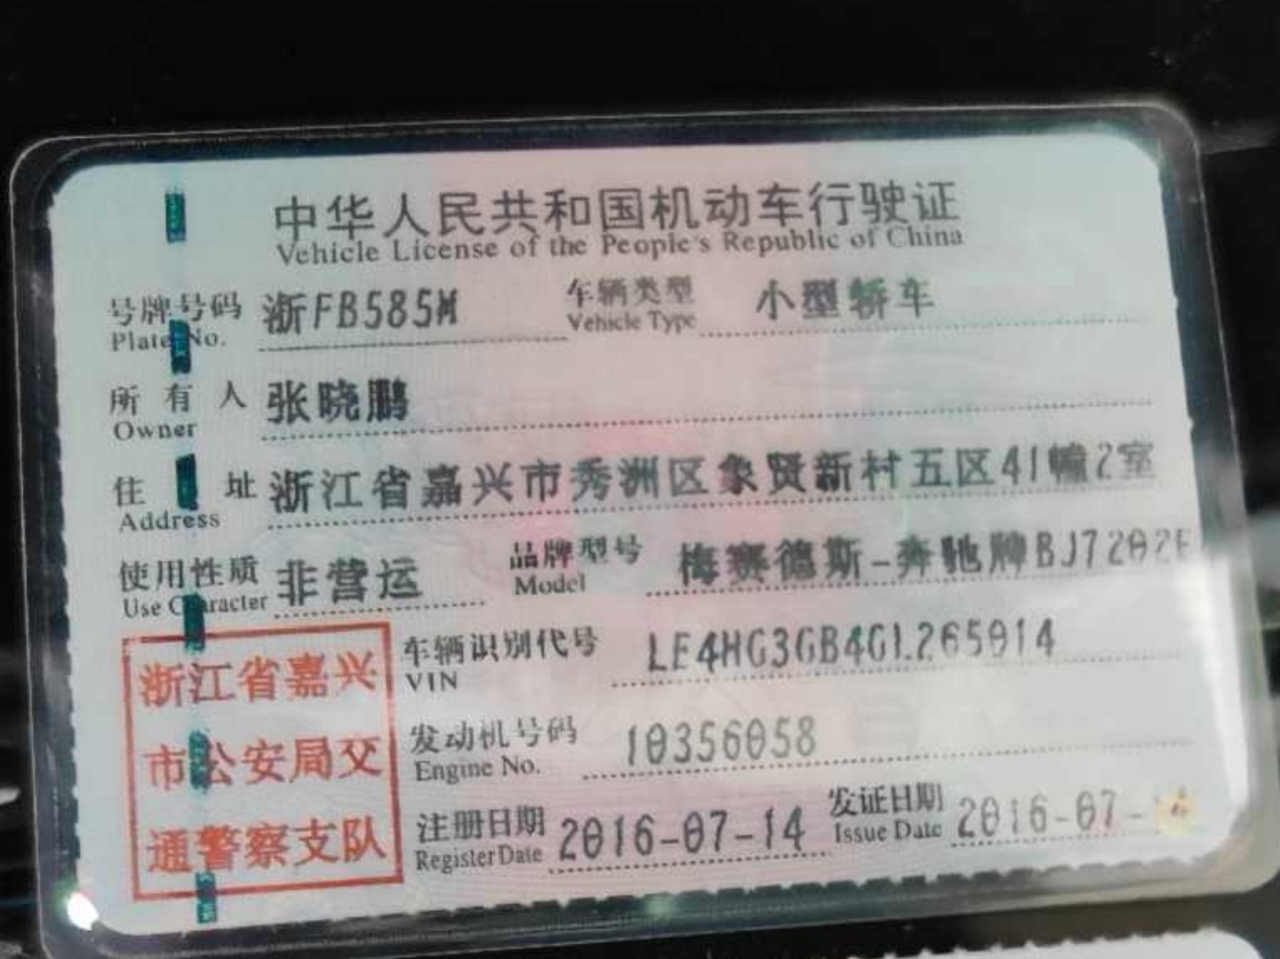 中华人民共和国机动车行驶证
Vehicle License of the People's Republic of China
号牌号码 浙FB585M 车辆类型 小型轿车
Plate No. Vehicle Type
所有人 张晓鹏
Owner
住址 浙江省嘉兴市秀洲区象贤新村五区41幢2室
Address
使用性质 非营运 品牌型号 梅赛德斯-奔驰牌BJ7202E
Use Character Model
浙江省嘉兴
市公安局交
通警察支队
车辆识别代号 LE4HG3GB4GL265014
VIN
发动机号码 10356058
Engine No.
注册日期 2016-07-14 发证日期 2016-07-
Register Date Issue Date